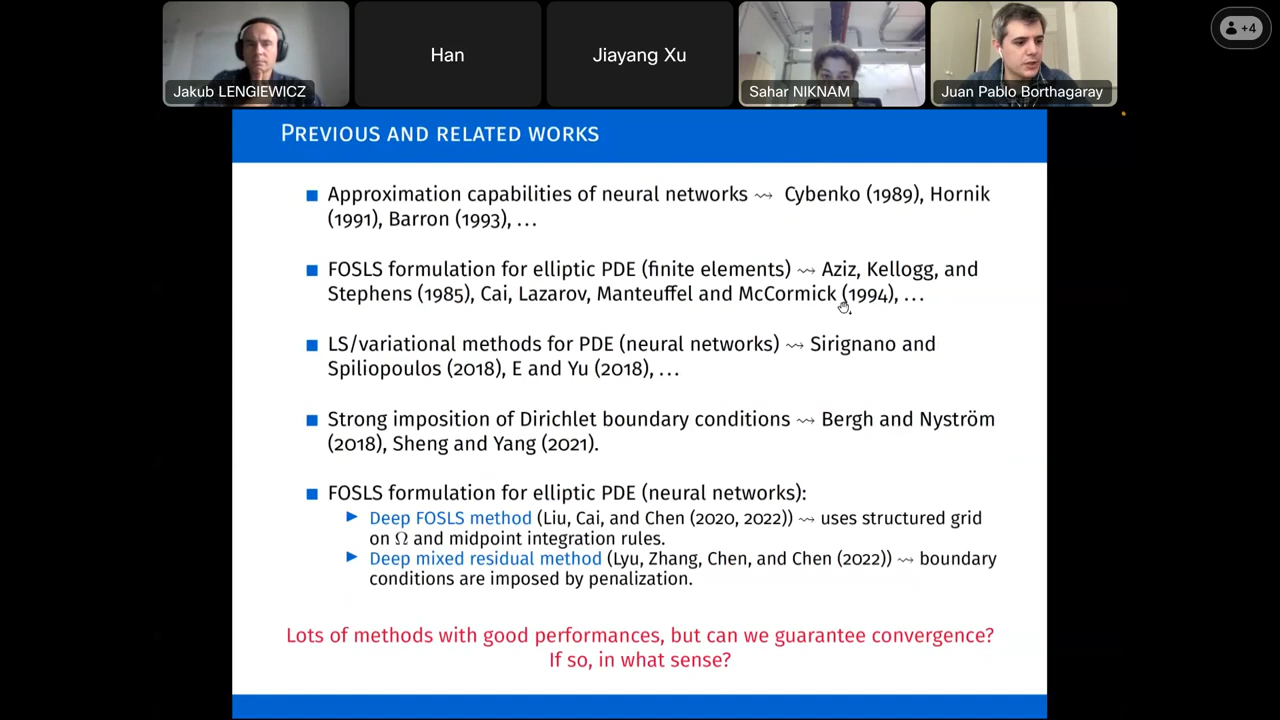 Jakub LENGIEWICZ
Han
Jiayang Xu
Sahar NIKNAM
Juan Pablo Borthagaray
+4
PREVIOUS AND RELATED WORKS
■ Approximation capabilities of neural networks ⇝ Cybenko (1989), Hornik
(1991), Barron (1993), ...
■ FOSLS formulation for elliptic PDE (finite elements) ⇝ Aziz, Kellogg, and
Stephens (1985), Cai, Lazarov, Manteuffel and McCormick (1994), ...
■ LS/variational methods for PDE (neural networks) ⇝ Sirignano and
Spiliopoulos (2018), E and Yu (2018), ...
■ Strong imposition of Dirichlet boundary conditions ⇝ Bergh and Nyström
(2018), Sheng and Yang (2021).
■ FOSLS formulation for elliptic PDE (neural networks):
▶ Deep FOSLS method (Liu, Cai, and Chen (2020, 2022)) ⇝ uses structured grid
on Ω and midpoint integration rules.
▶ Deep mixed residual method (Lyu, Zhang, Chen, and Chen (2022)) ⇝ boundary
conditions are imposed by penalization.
Lots of methods with good performances, but can we guarantee convergence?
If so, in what sense?